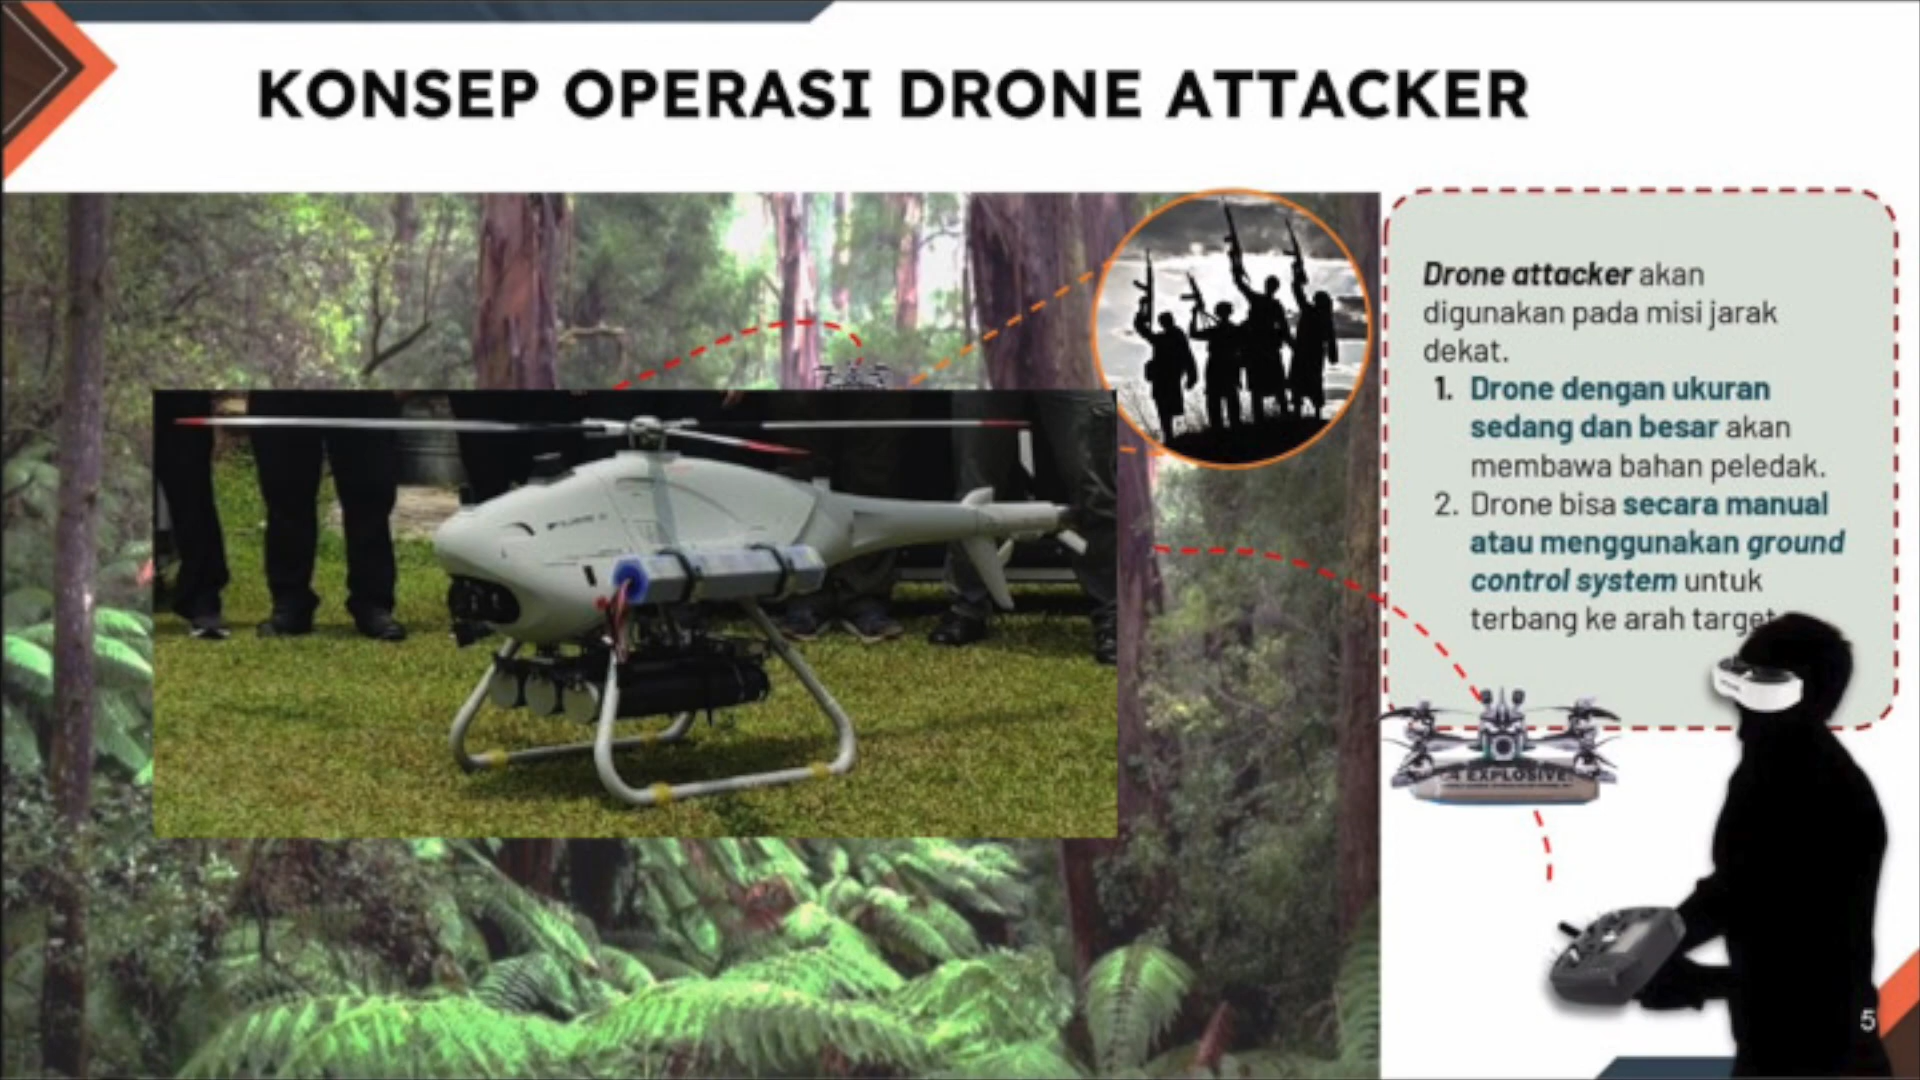 KONSEP OPERASI DRONE ATTACKER
Drone attacker akan
digunakan pada misi jarak
dekat.
1. Drone dengan ukuran
sedang dan besar akan
membawa bahan peledak.
2. Drone bisa secara manual
atau menggunakan ground
control system untuk
terbang ke arah target
EXPLOSIVE
5